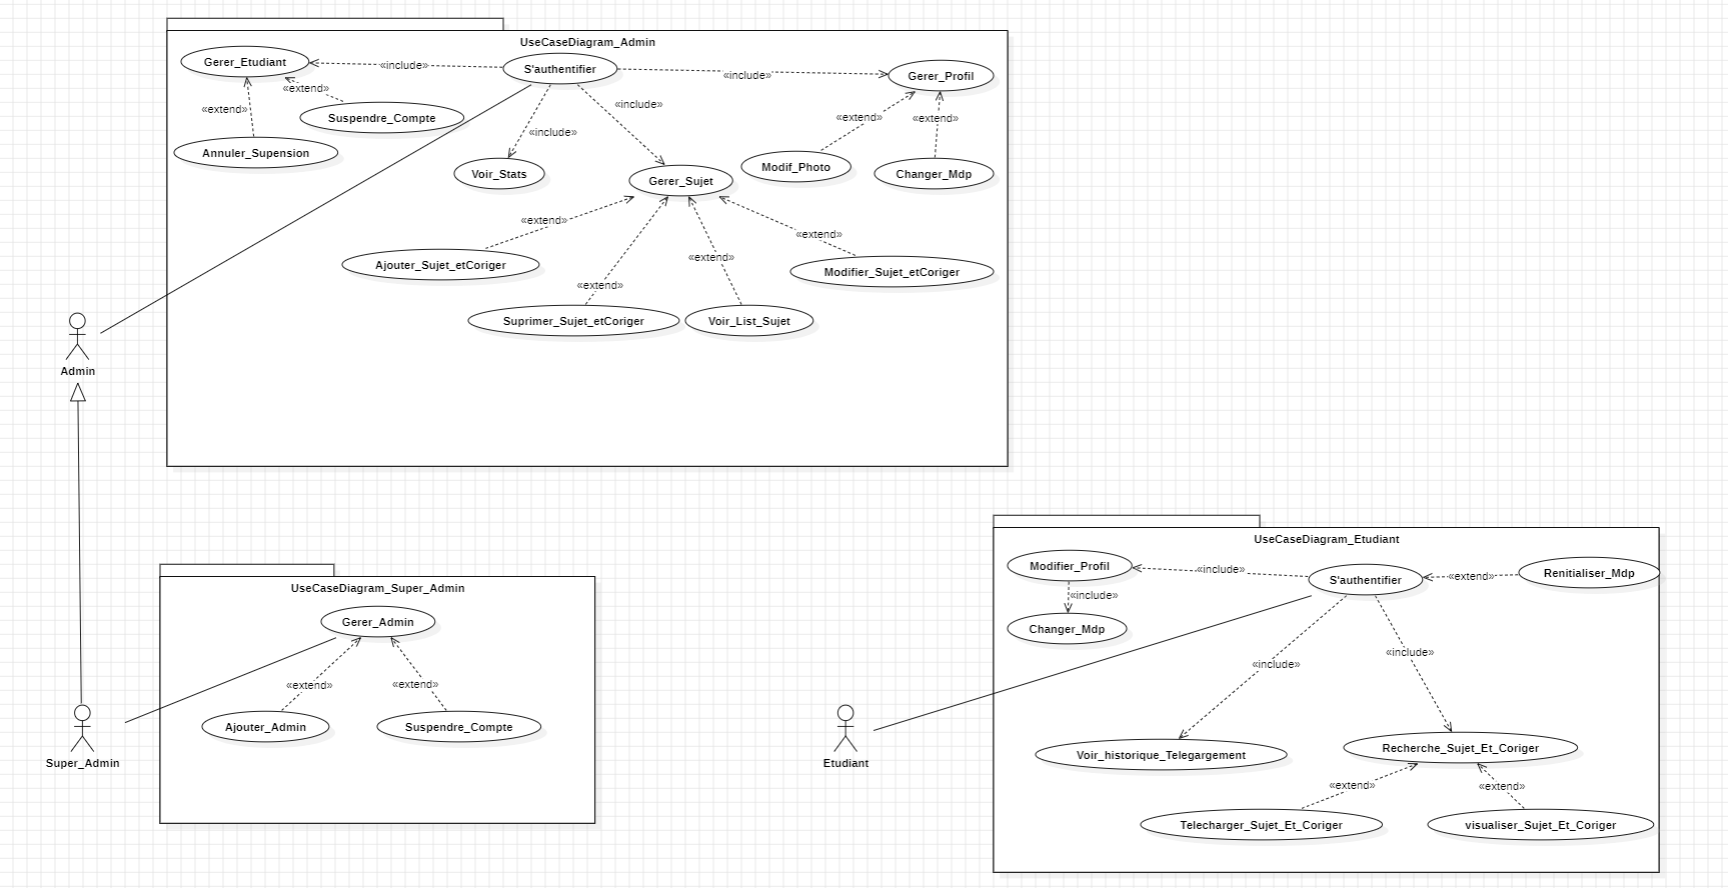 UseCaseDiagram_Admin
Gerer_Etudiant
«include»
S'authentifier
«include»
Gerer_Profil
«extend»
«extend»
Suspendre_Compte
Annuler_Supension
«include»
«include»
Voir_Stats
Gerer_Sujet
«extend»
«extend»
Modif_Photo
Changer_Mdp
«extend»
«extend»
«extend»
«extend»
Ajouter_Sujet_etCoriger
Modifier_Sujet_etCoriger
Suprimer_Sujet_etCoriger
Voir_List_Sujet
Admin
UseCaseDiagram_Super_Admin
Gerer_Admin
«extend»
«extend»
Ajouter_Admin
Suspendre_Compte
Super_Admin
UseCaseDiagram_Etudiant
Modifier_Profil
«include»
S'authentifier
«extend»
Renitialiser_Mdp
«include»
Changer_Mdp
«include»
«include»
Etudiant
Voir_historique_Telegargement
Recherche_Sujet_Et_Coriger
«extend»
«extend»
Telecharger_Sujet_Et_Coriger
visualiser_Sujet_Et_Coriger